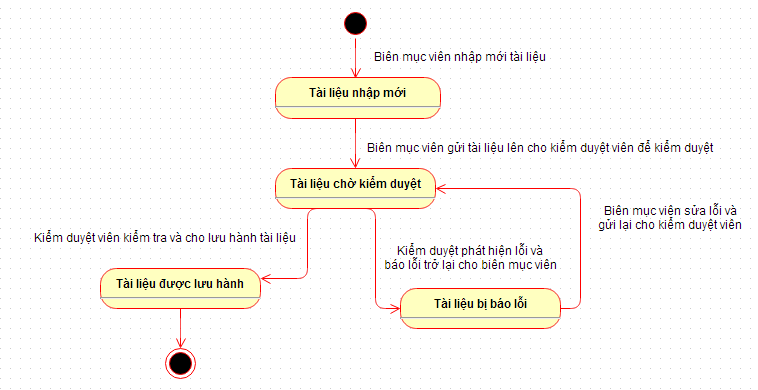 Biên mục viên nhập mới tài liệu
Tài liệu nhập mới
Biên mục viên gửi tài liệu lên cho kiểm duyệt viên để kiểm duyệt
Tài liệu chờ kiểm duyệt
Biên mục viên sữa lỗi và
gửi lại cho kiểm duyệt viên
Kiểm duyệt viên kiểm tra và cho lưu hành tài liệu
Kiểm duyệt phát hiện lỗi và
báo lỗi trở lại cho biên mục viên
Tài liệu được lưu hành
Tài liệu bị báo lỗi